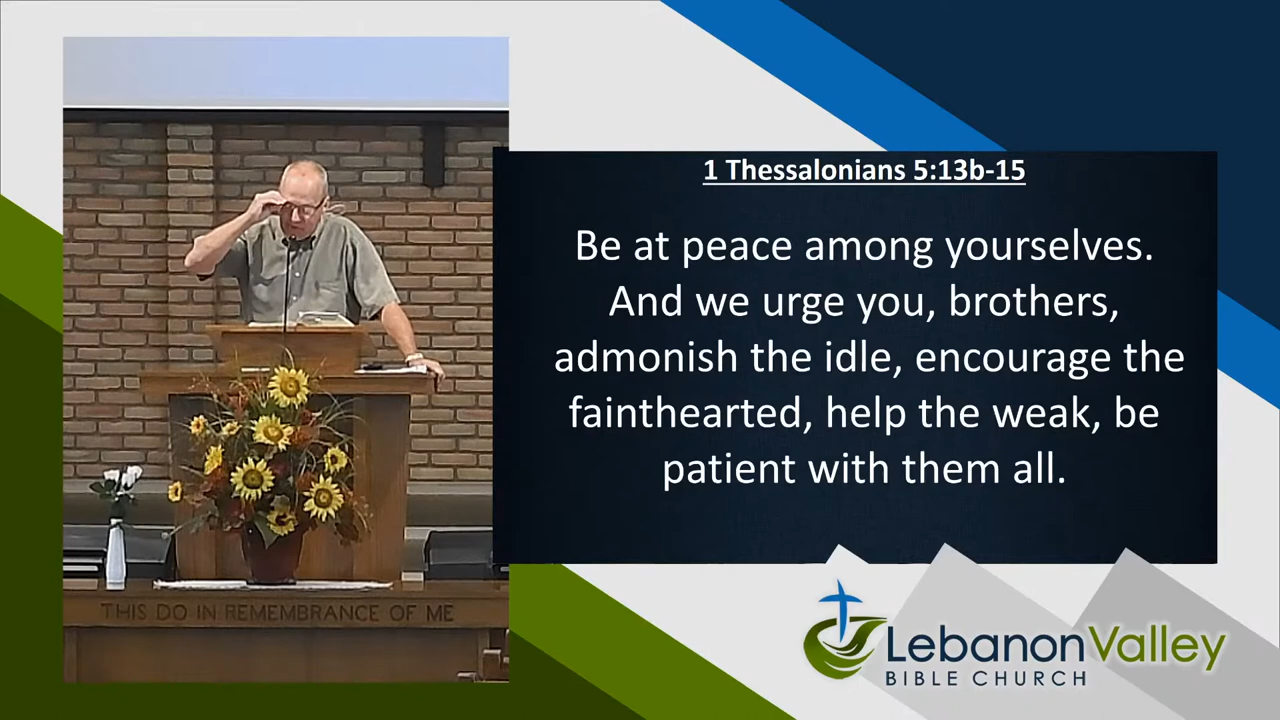 1 Thessalonians 5:13b-15
Be at peace among yourselves.
And we urge you, brothers,
admonish the idle, encourage the
fainthearted, help the weak, be
patient with them all.
THIS DO IN REMEMBRANCE OF ME
LebanonValley
BIBLE CHURCH